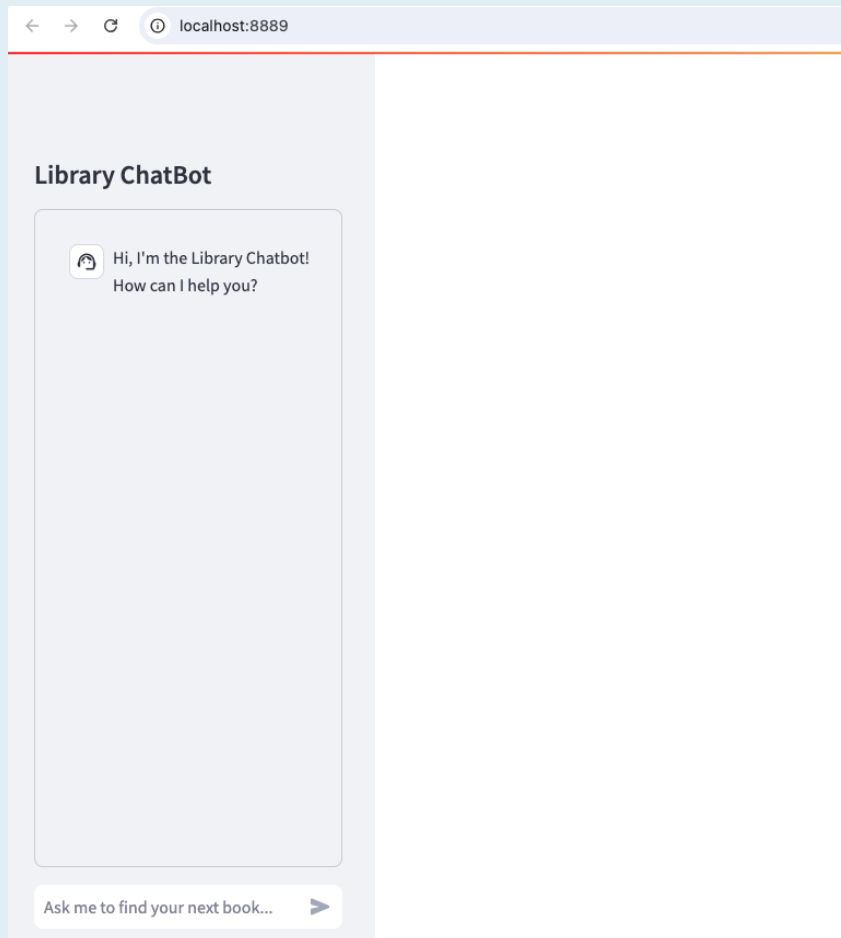 localhost:8889
Library ChatBot
Hi, I'm the Library Chatbot!
How can I help you?
Ask me to find your next book...